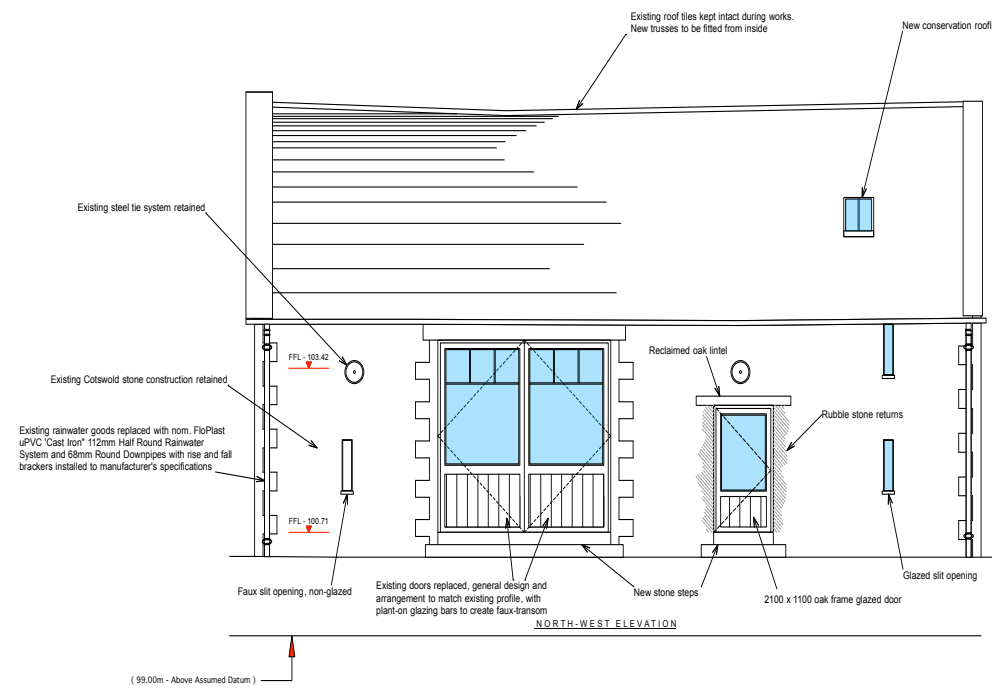 Existing roof tiles kept intact during works.
New trusses to be fitted from inside
New conservation roofl
Existing steel tie system retained
FFL - 103.42
Reclaimed oak lintel
Existing Cotswold stone construction retained
Rubble stone returns
Existing rainwater goods replaced with nom. FloPlast
uPVC 'Cast Iron" 112mm Half Round Rainwater
System and 68mm Round Downpipes with rise and fall
brackers installed to manufacturer's specifications
FFL - 100.71
Glazed slit opening
Faux slit opening, non-glazed
Existing doors replaced, general design and
arrangement to match existing profile, with
plant-on glazing bars to create faux-transom
New stone steps
2100 x 1100 oak frame glazed door
NORTH-WEST ELEVATION
( 99.00m - Above Assumed Datum )